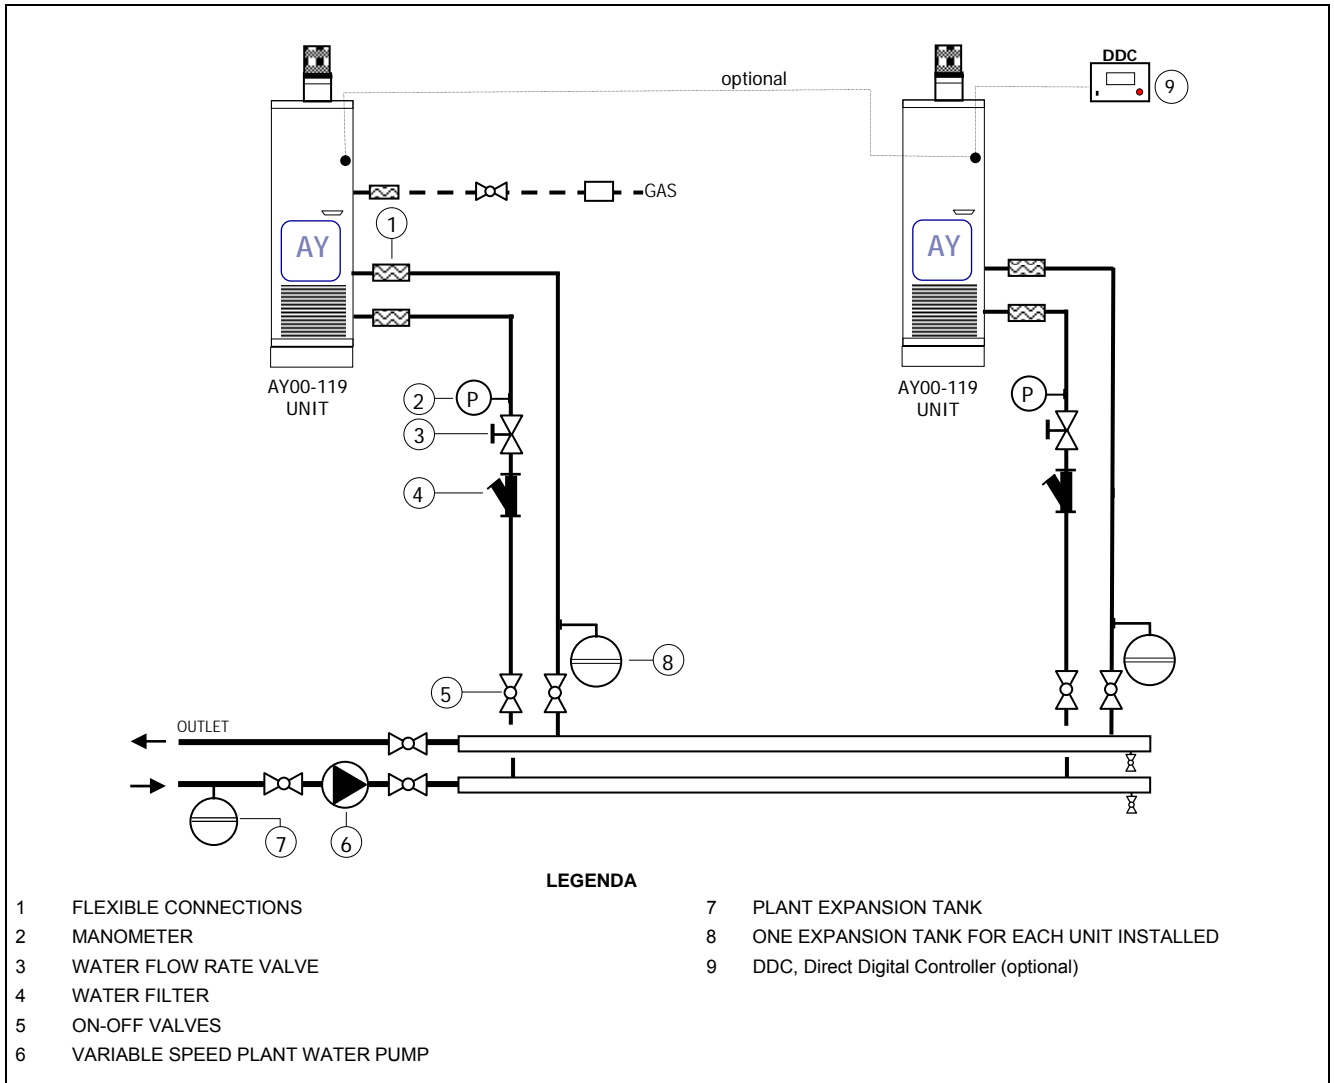 DDC
optional
9
GAS
1
AY
AY
AY00-119
UNIT
AY00-119
UNIT
2
P
P
3
4
8
5
OUTLET
7
6
LEGENDA
1 FLEXIBLE CONNECTIONS
2 MANOMETER
3 WATER FLOW RATE VALVE
4 WATER FILTER
5 ON-OFF VALVES
6 VARIABLE SPEED PLANT WATER PUMP
7 PLANT EXPANSION TANK
8 ONE EXPANSION TANK FOR EACH UNIT INSTALLED
9 DDC, Direct Digital Controller (optional)